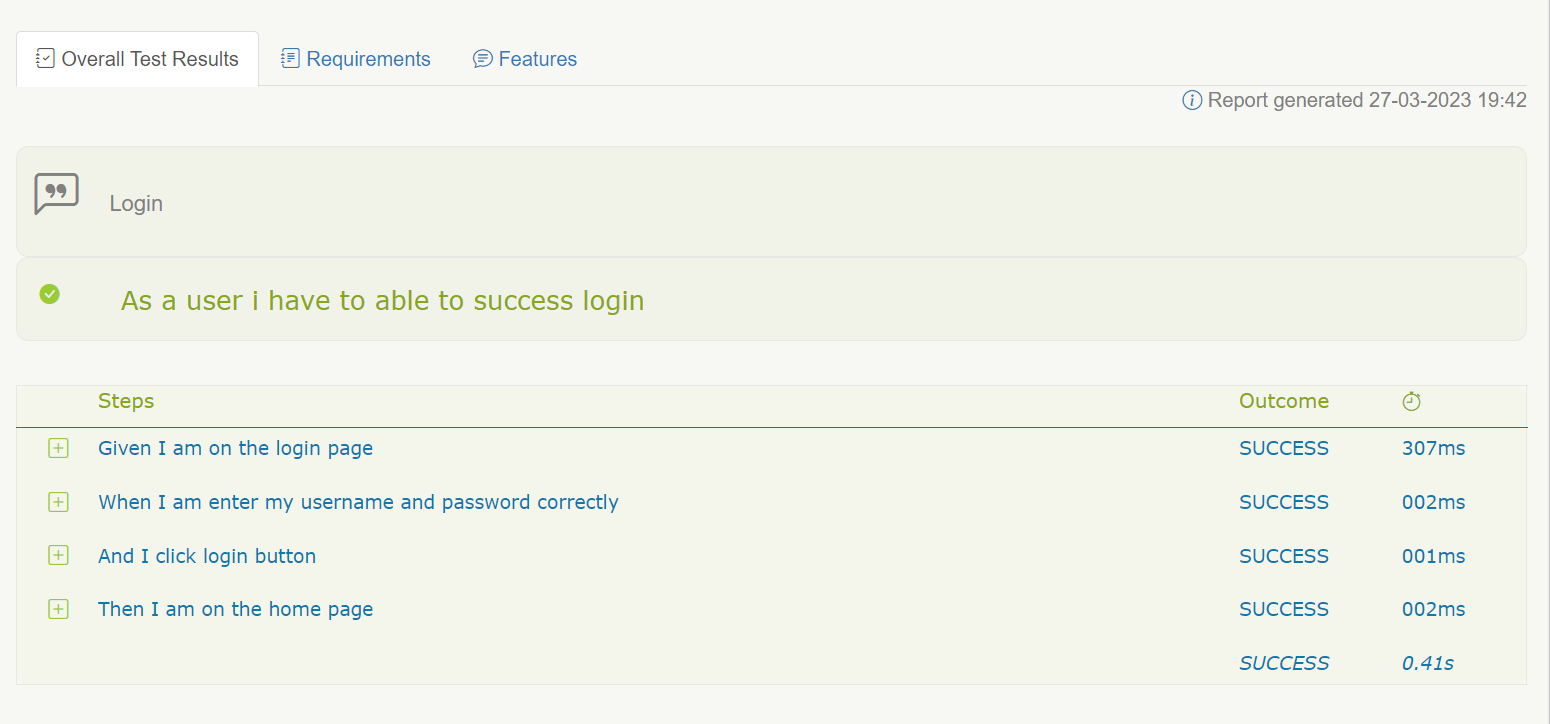 Overall Test Results Requirements Features
Report generated 27-03-2023 19:42
Login
As a user i have to able to success login
Steps Outcome
Given I am on the login page SUCCESS 307ms
When I am enter my username and password correctly SUCCESS 002ms
And I click login button SUCCESS 001ms
Then I am on the home page SUCCESS 002ms
SUCCESS 0.41s